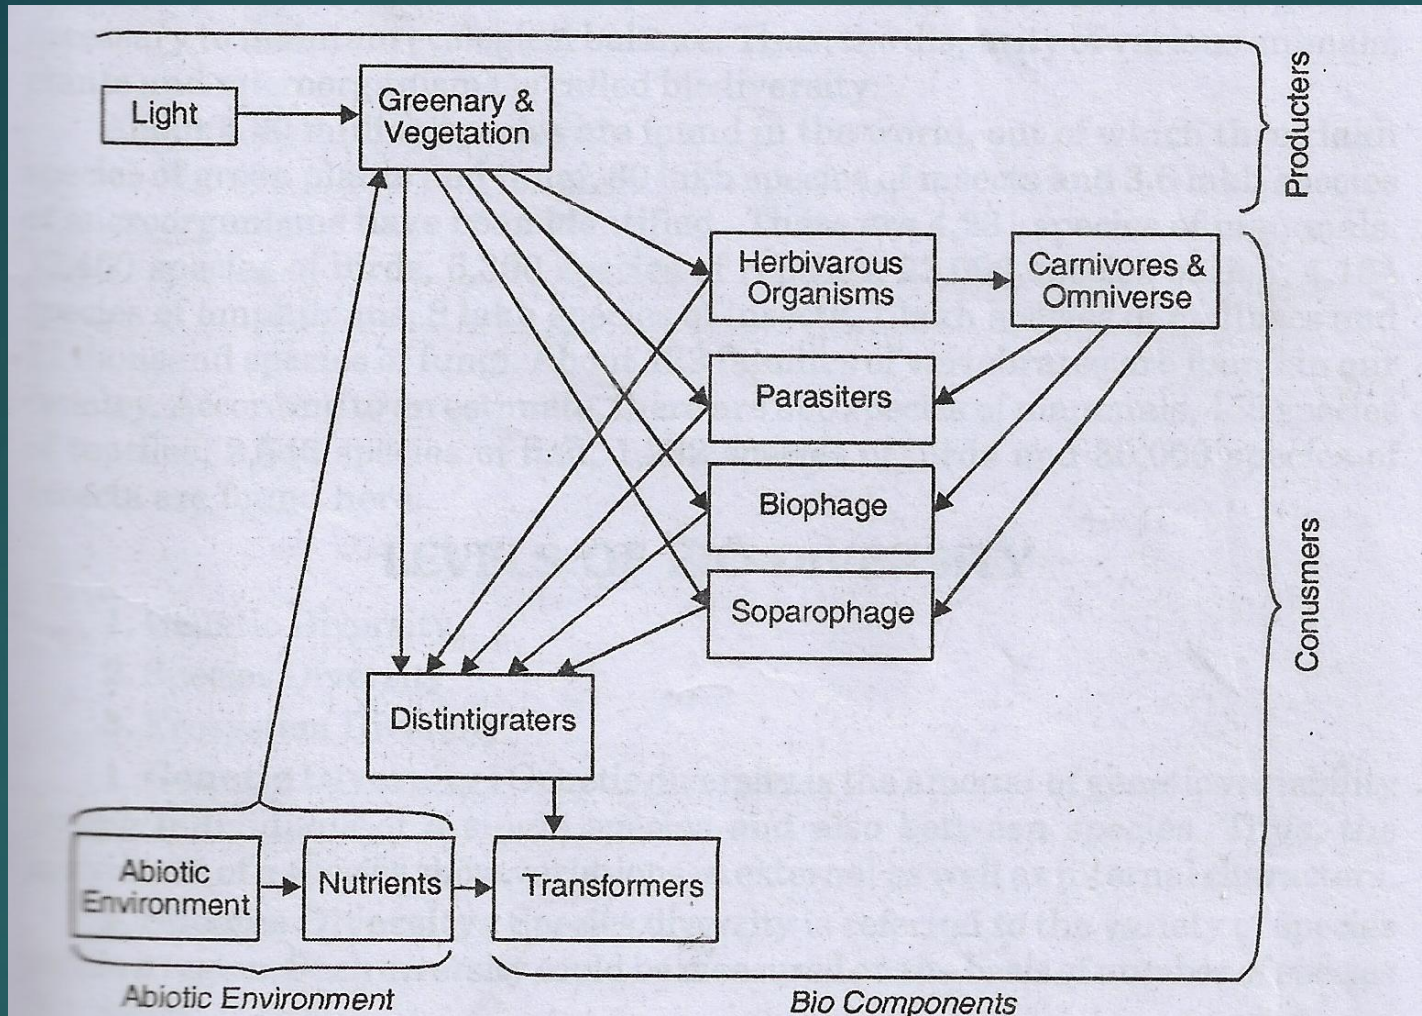 Light
Greenary &
Vegetation
Producters
Herbivarous
Organisms
Carnivores &
Omniverse
Parasiters
Biophage
Soparophage
Conusmers
Distintigraters
Abiotic
Environment
Nutrients
Transformers
Abiotic Environment
Bio Components